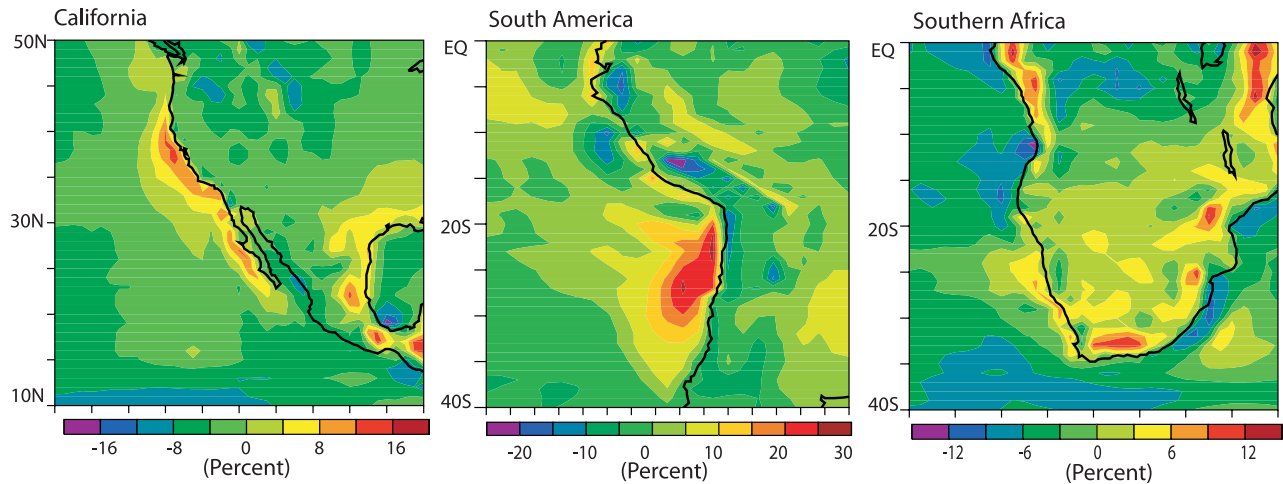 California
50N
30N
10N
-16 -8 0 8 16
(Percent)
South America
EQ
20S
40S
-20 -10 0 10 20 30
(Percent)
Southern Africa
EQ
20S
40S
-12 -6 0 6 12
(Percent)